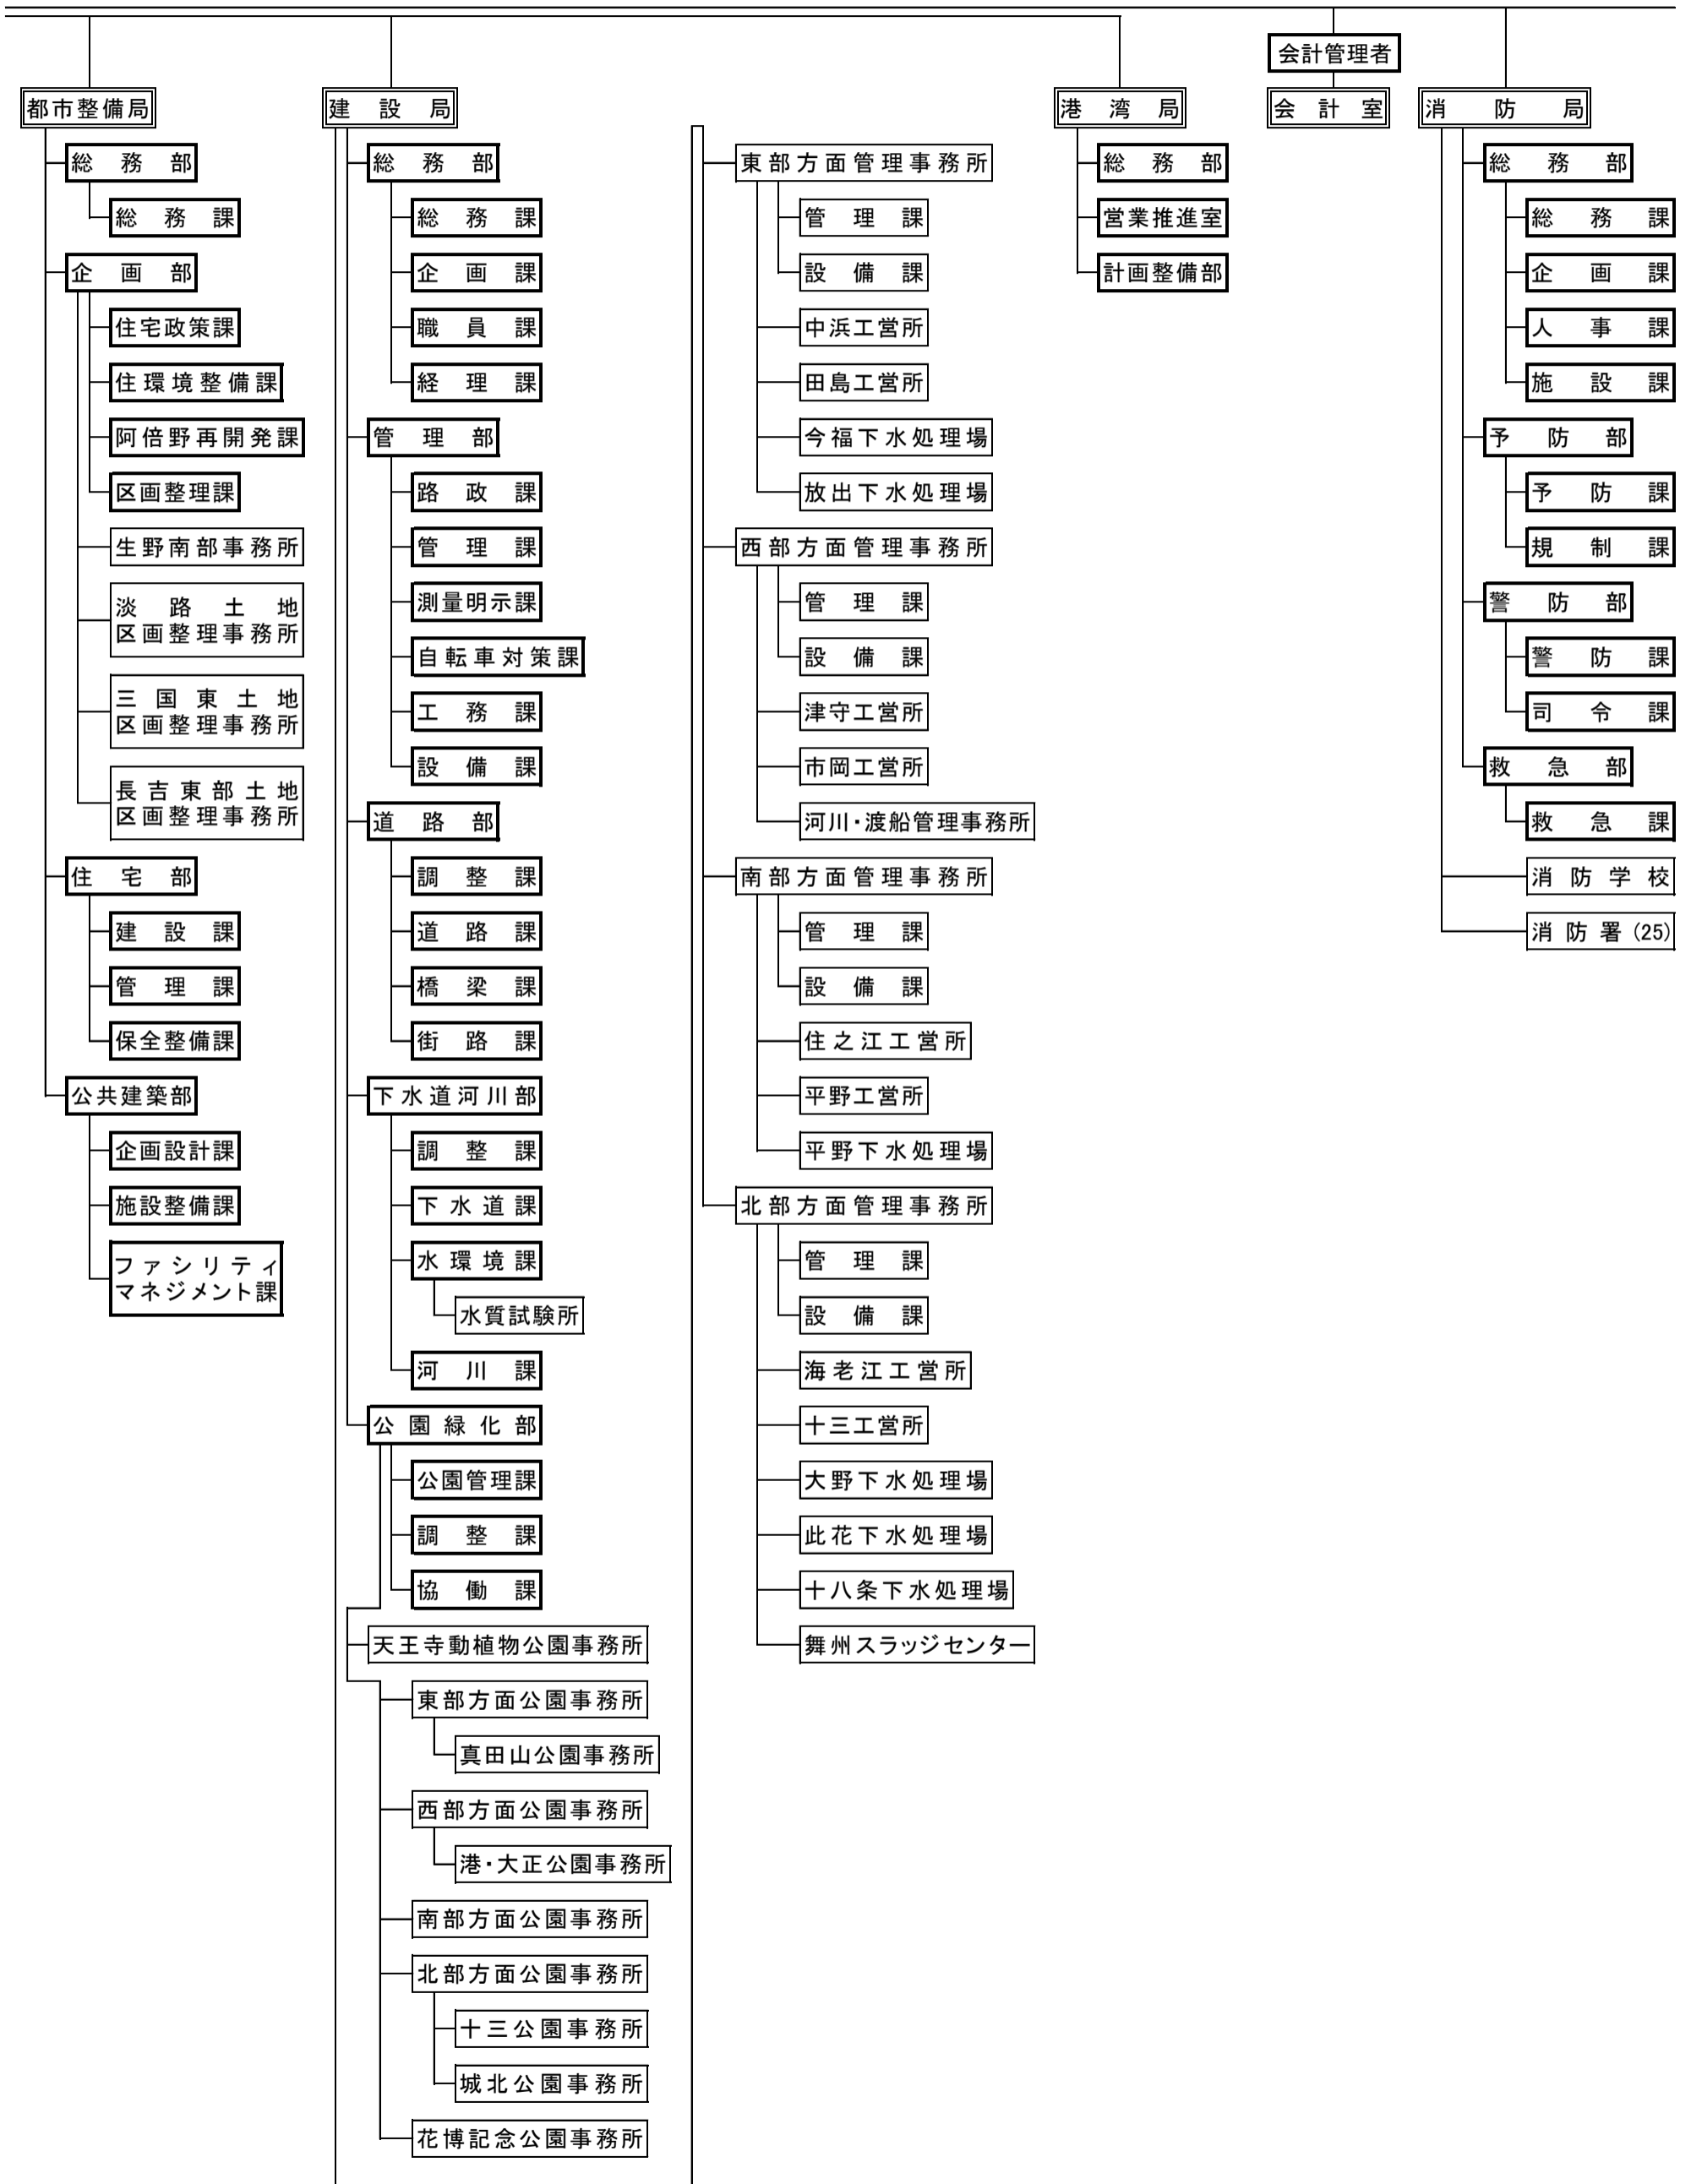 会計管理者
都市整備局
総務部
総務課
企画部
住宅政策課
住環境整備課
阿倍野再開発課
区画整理課
生野南部事務所
淡路土地
区画整理事務所
三国東土地
区画整理事務所
長吉東部土地
区画整理事務所
住宅部
建設課
管理課
保全整備課
公共建築部
企画設計課
施設整備課
ファシリティ
マネジメント課
建設局
総務部
総務課
企画課
職員課
経理課
管理部
路政課
管理課
測量明示課
自転車対策課
工務課
設備課
道路部
調整課
道路課
橋梁課
街路課
下水道河川部
調整課
下水道課
水環境課
水質試験所
河川課
公園緑化部
公園管理課
調整課
協働課
天王寺動植物公園事務所
東部方面公園事務所
真田山公園事務所
西部方面公園事務所
港・大正公園事務所
南部方面公園事務所
北部方面公園事務所
十三公園事務所
城北公園事務所
花博記念公園事務所
東部方面管理事務所
管理課
設備課
中浜工営所
田島工営所
今福下水処理場
放出下水処理場
西部方面管理事務所
管理課
設備課
津守工営所
市岡工営所
河川・渡船管理事務所
南部方面管理事務所
管理課
設備課
住之江工営所
平野工営所
平野下水処理場
北部方面管理事務所
管理課
設備課
海老江工営所
十三工営所
大野下水処理場
此花下水処理場
十八条下水処理場
舞州スラッジセンター
港湾局
総務部
営業推進室
計画整備部
会計室
消防局
総務部
総務課
企画課
人事課
施設課
予防部
予防課
規制課
警防部
警防課
司令課
救急部
救急課
消防学校
消防署(25)